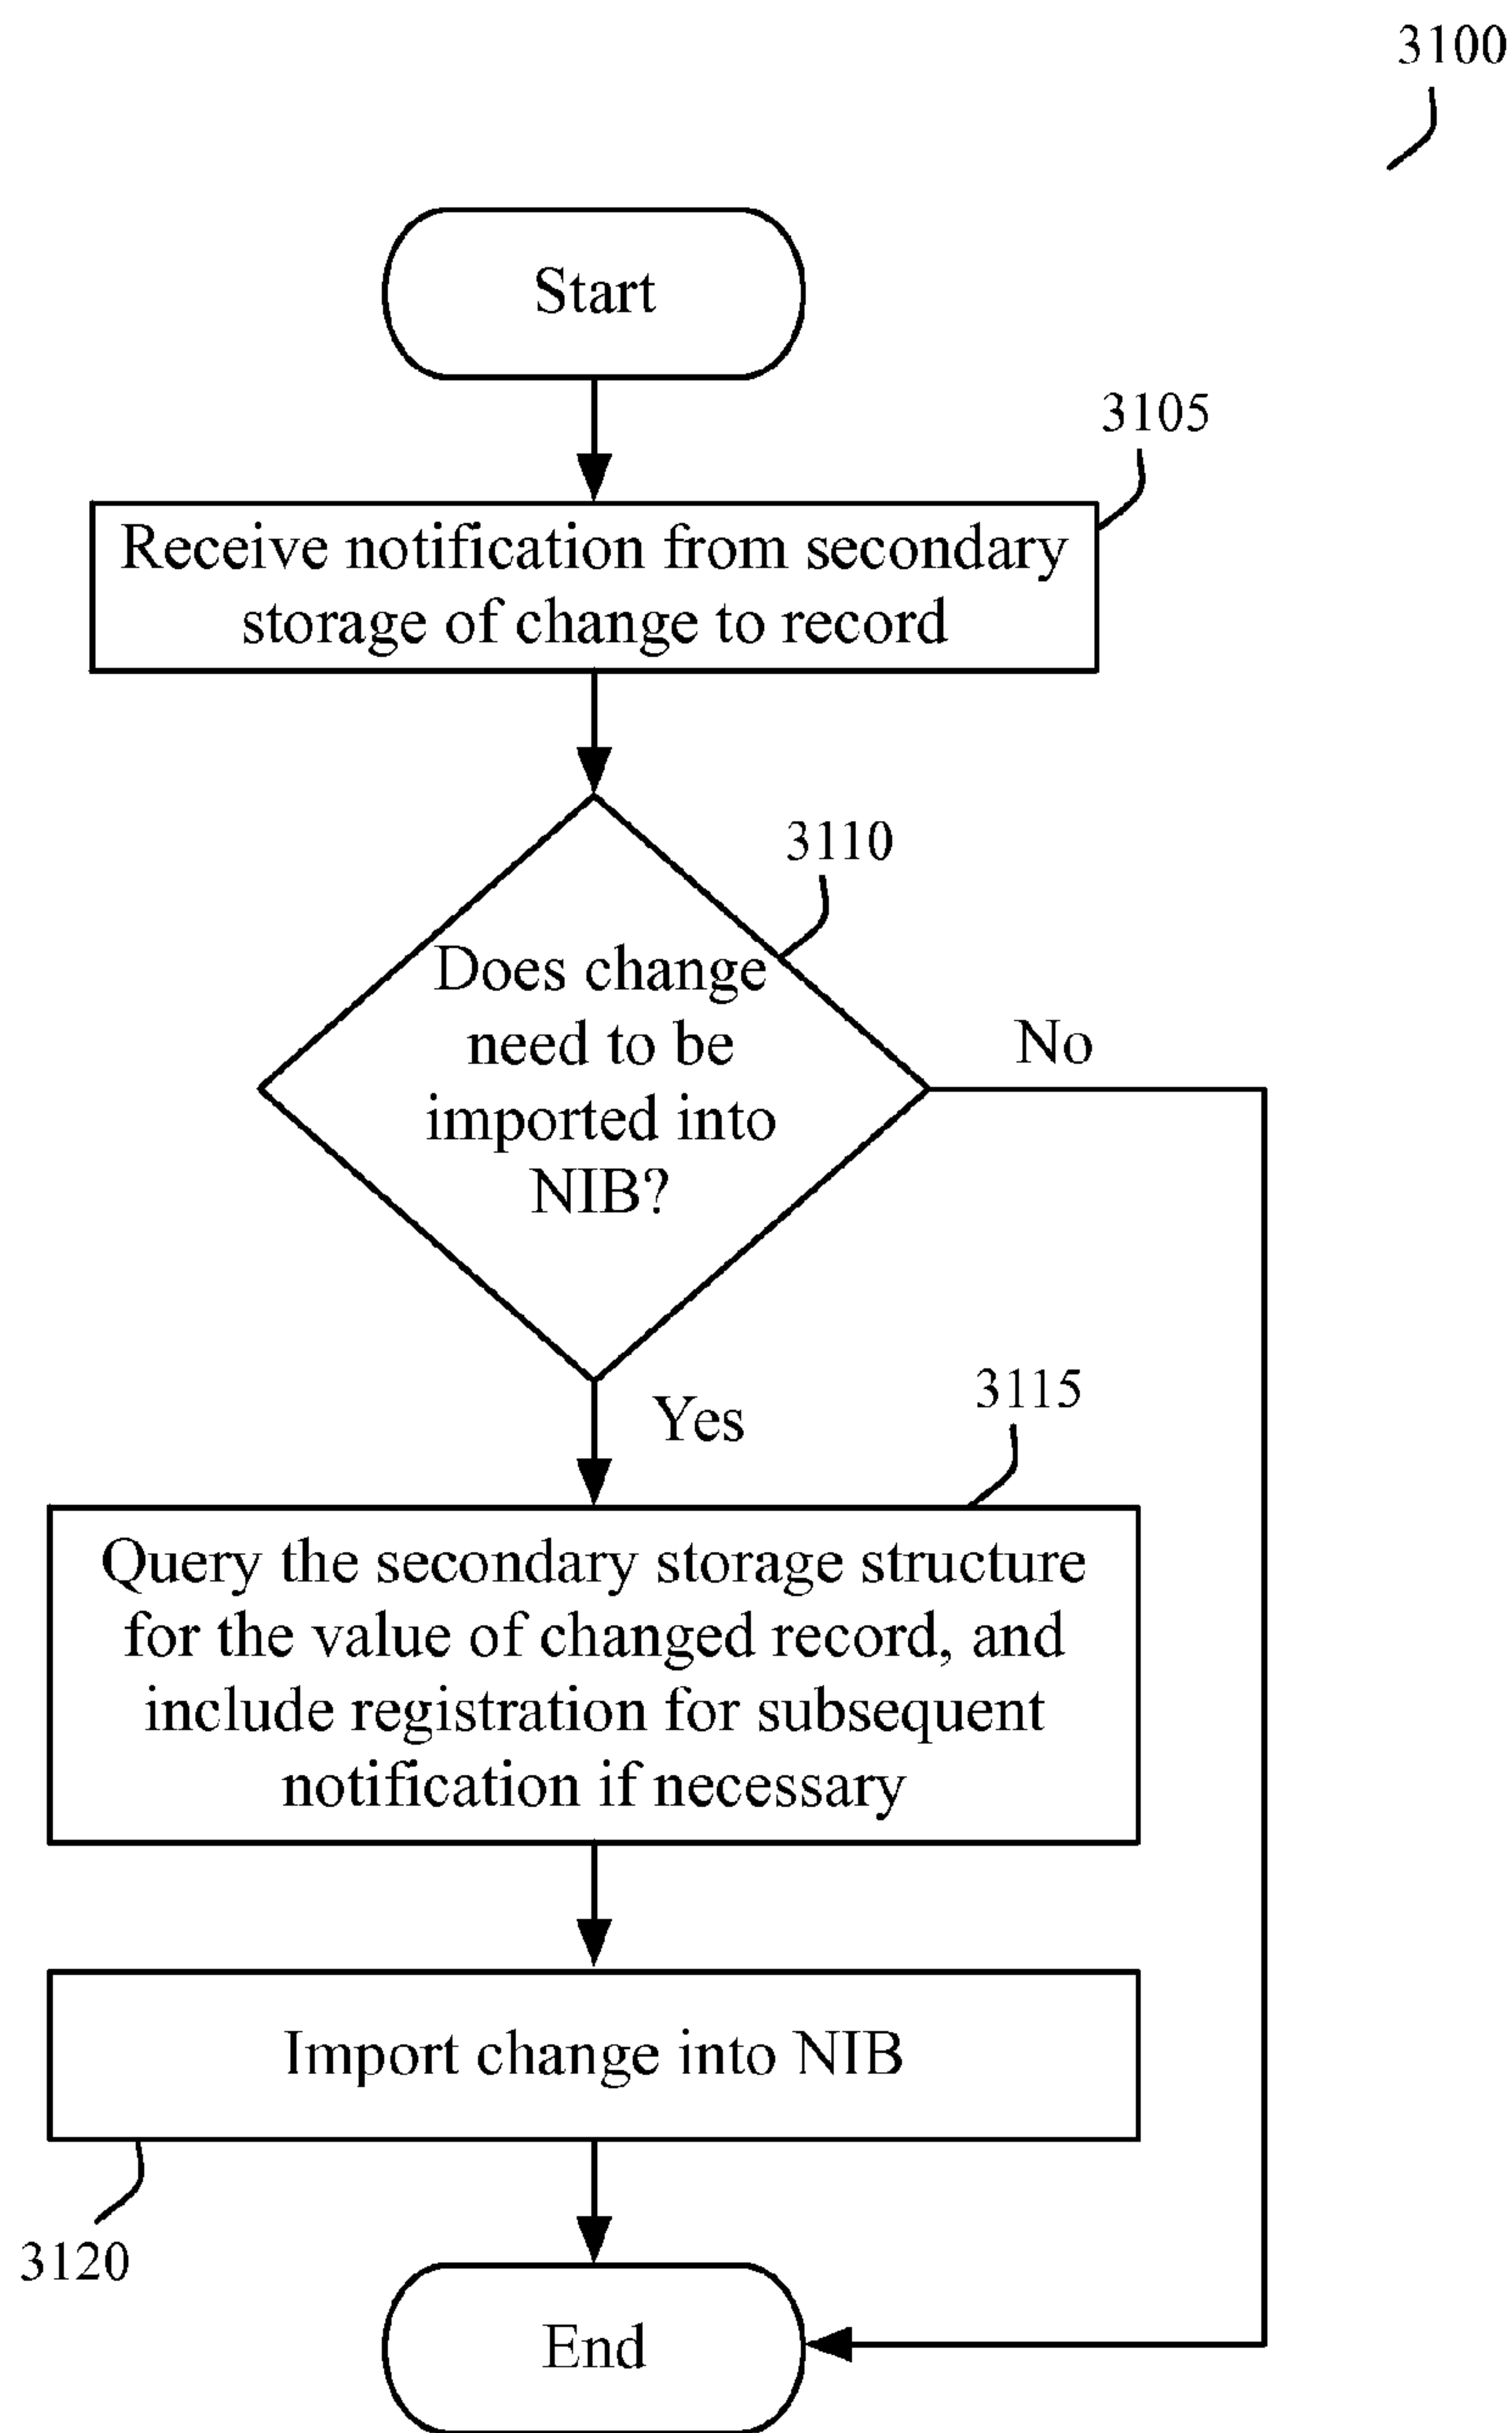 3100
Start
3105
Receive notification from secondary
storage of change to record
3110
Does change
need to be
imported into
NIB?
No
Yes
3115
Query the secondary storage structure
for the value of changed record, and
include registration for subsequent
notification if necessary
Import change into NIB
3120
End